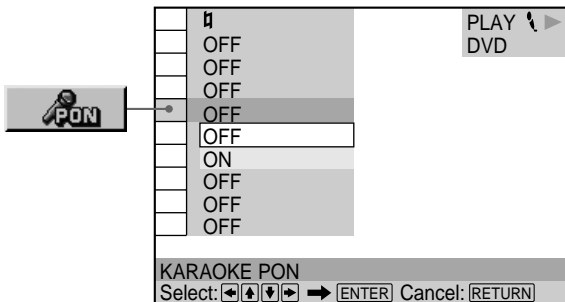 ♮
PLAY
OFF
DVD
OFF
OFF
PON
OFF
OFF
ON
OFF
OFF
OFF
KARAOKE PON
Select: ENTER Cancel: RETURN